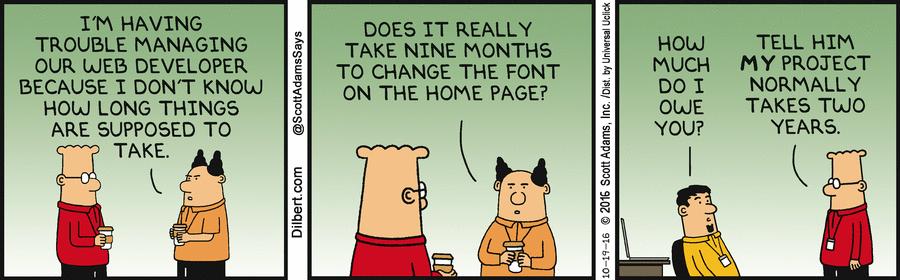 I'M HAVING
TROUBLE MANAGING
OUR WEB DEVELOPER
BECAUSE I DON'T KNOW
HOW LONG THINGS
ARE SUPPOSED TO
TAKE.
Dilbert.com @ScottAdamsSays
DOES IT REALLY
TAKE NINE MONTHS
TO CHANGE THE FONT
ON THE HOME PAGE?
10-19-16 © 2016 Scott Adams, Inc. /Dist. by Universal Uclick
HOW
MUCH
DO I
OWE
YOU?
TELL HIM
MY PROJECT
NORMALLY
TAKES TWO
YEARS.